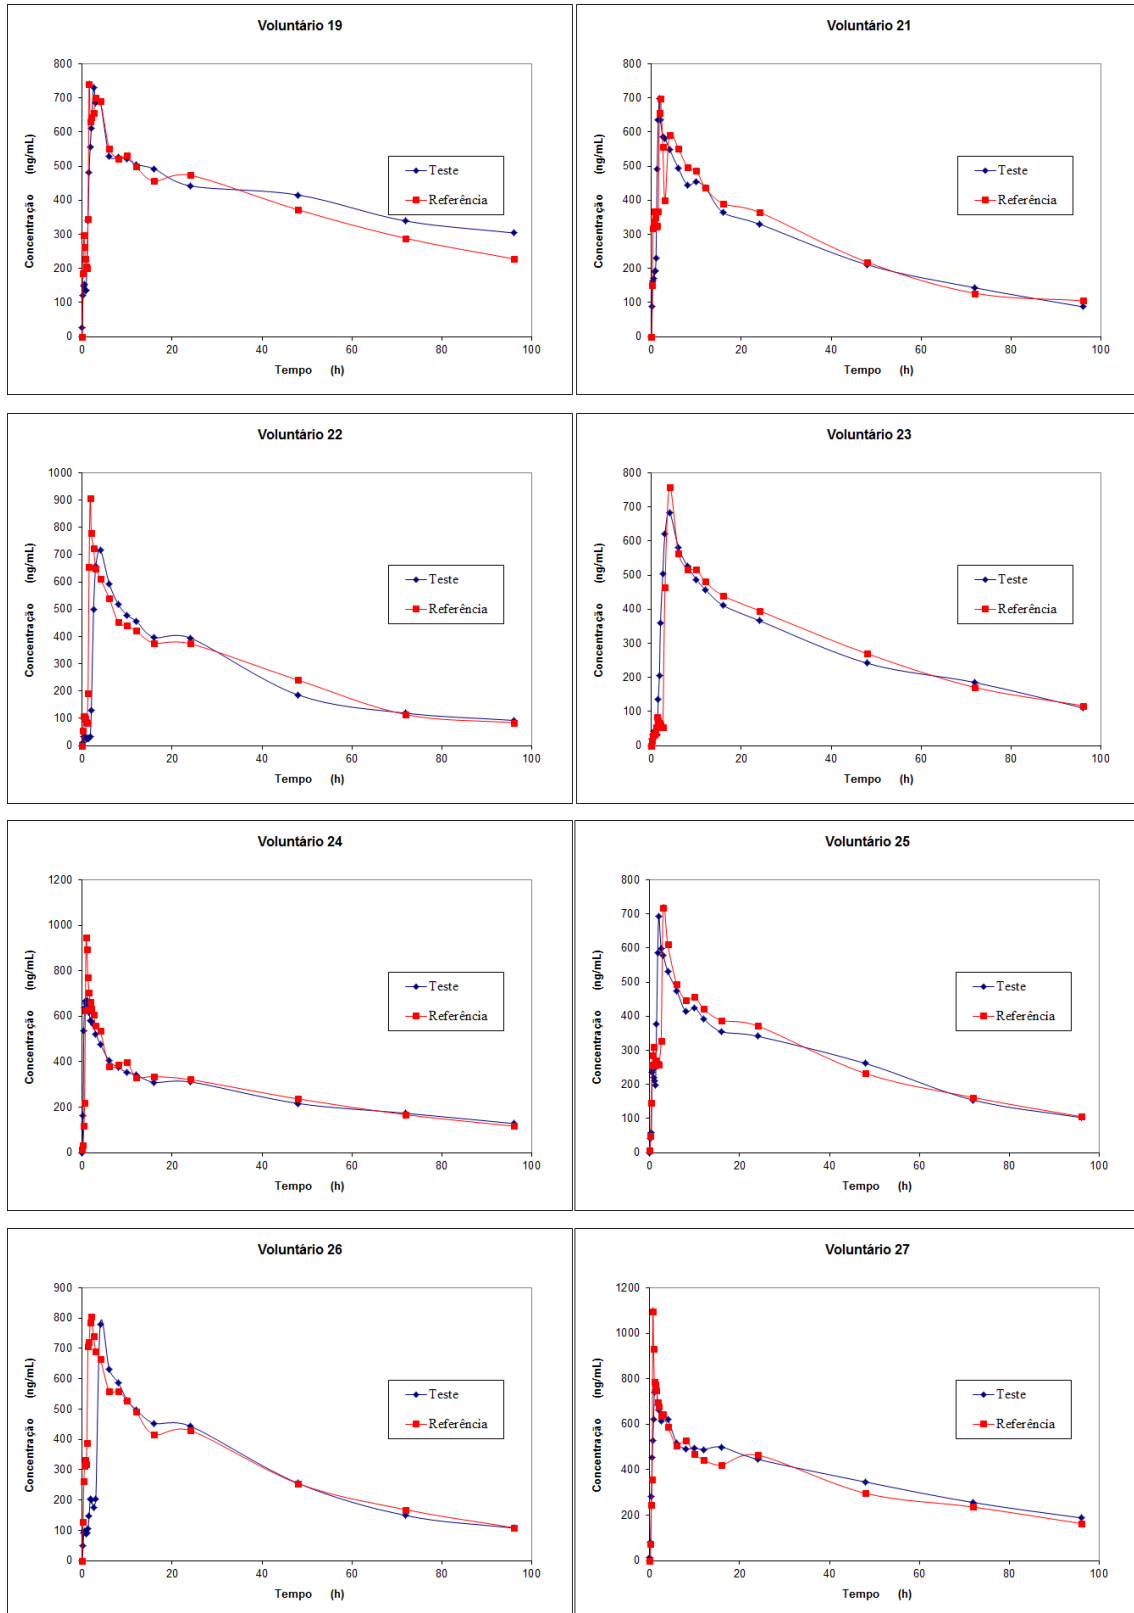 Voluntário 19
800
700
600
500
400
300
200
100
0
Concentração (ng/mL)
Teste
Referência
0 20 40 60 80 100
Tempo (h)
Voluntário 21
800
700
600
500
400
300
200
100
0
Concentração (ng/mL)
Teste
Referência
0 20 40 60 80 100
Tempo (h)
Voluntário 22
1000
900
800
700
600
500
400
300
200
100
0
Concentração (ng/mL)
Teste
Referência
0 20 40 60 80 100
Tempo (h)
Voluntário 23
800
700
600
500
400
300
200
100
0
Concentração (ng/mL)
Teste
Referência
0 20 40 60 80 100
Tempo (h)
Voluntário 24
1200
1000
800
600
400
200
0
Concentração (ng/mL)
Teste
Referência
0 20 40 60 80 100
Tempo (h)
Voluntário 25
800
700
600
500
400
300
200
100
0
Concentração (ng/mL)
Teste
Referência
0 20 40 60 80 100
Tempo (h)
Voluntário 26
900
800
700
600
500
400
300
200
100
0
Concentração (ng/mL)
Teste
Referência
0 20 40 60 80 100
Tempo (h)
Voluntário 27
1200
1000
800
600
400
200
0
Concentração (ng/mL)
Teste
Referência
0 20 40 60 80 100
Tempo (h)